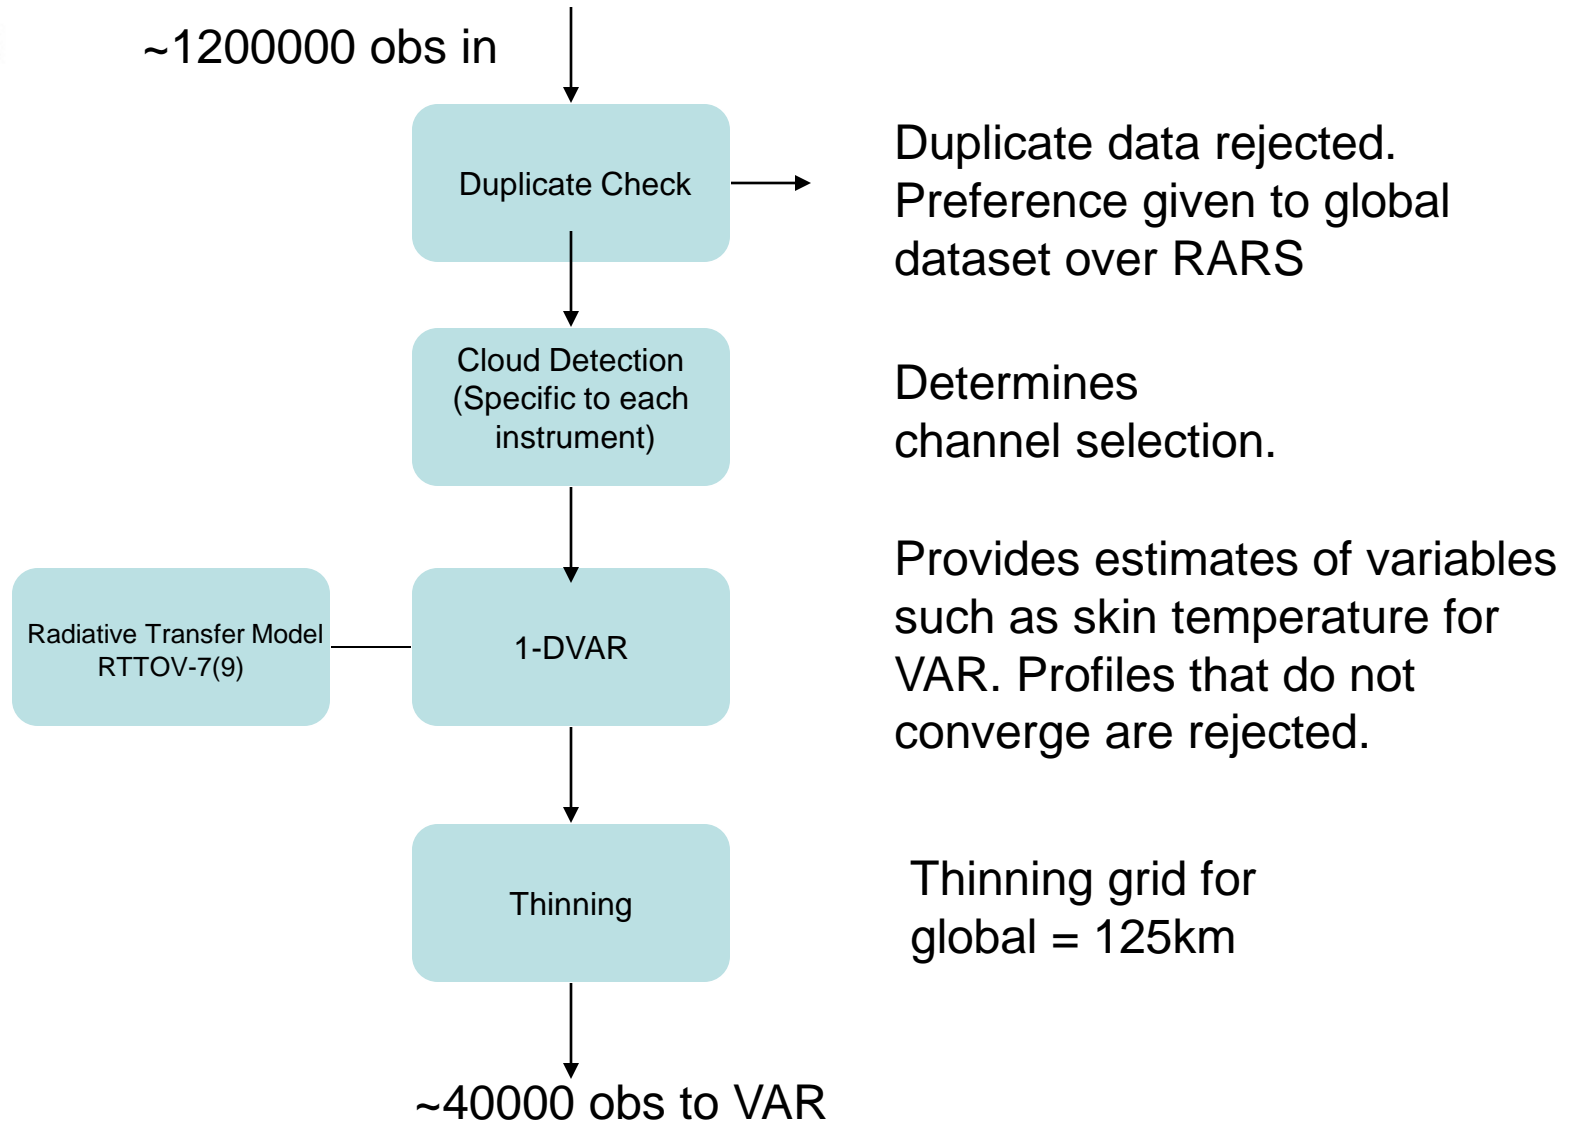 ~1200000 obs in
Duplicate Check
Duplicate data rejected.
Preference given to global
dataset over RARS
Cloud Detection
(Specific to each
instrument)
Determines
channel selection.
Radiative Transfer Model
RTTOV-7(9)
1-DVAR
Provides estimates of variables
such as skin temperature for
VAR. Profiles that do not
converge are rejected.
Thinning
Thinning grid for
global = 125km
~40000 obs to VAR